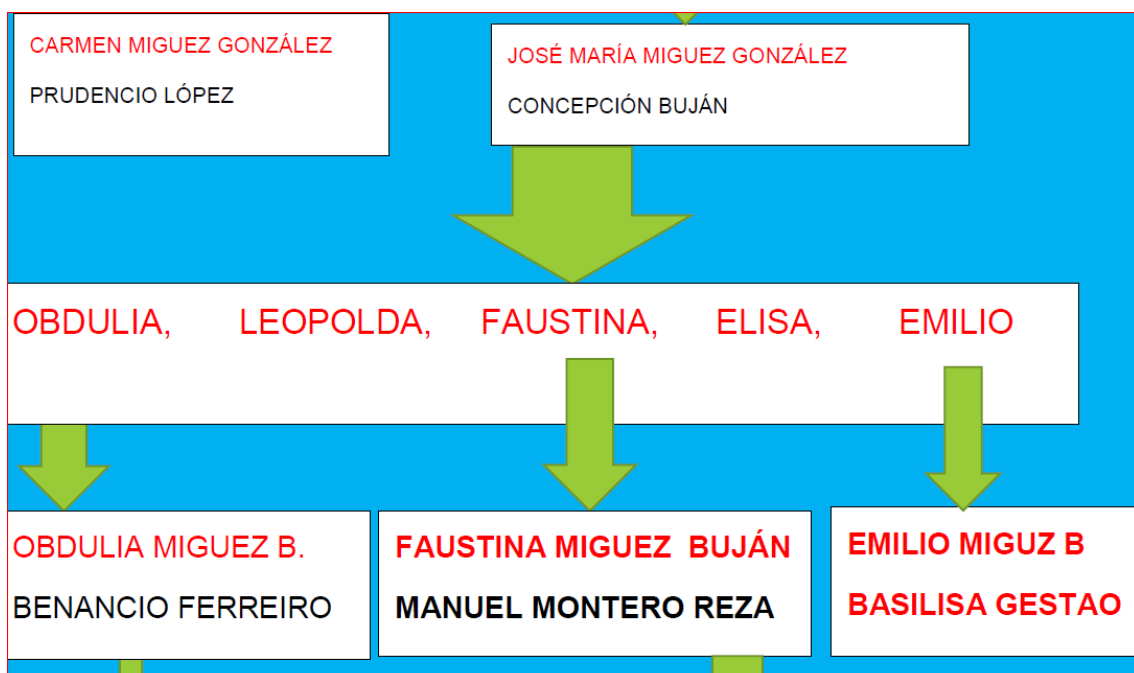 CARMEN MIGUEZ GONZÁLEZ
PRUDENCIO LÓPEZ
JOSÉ MARÍA MIGUEZ GONZÁLEZ
CONCEPCIÓN BUJÁN
OBDULIA, LEOPOLDA, FAUSTINA, ELISA, EMILIO
OBDULIA MIGUEZ B.
BENANCIO FERREIRO
FAUSTINA MIGUEZ BUJÁN
MANUEL MONTERO REZA
EMILIO MIGUZ B
BASILISA GESTAO